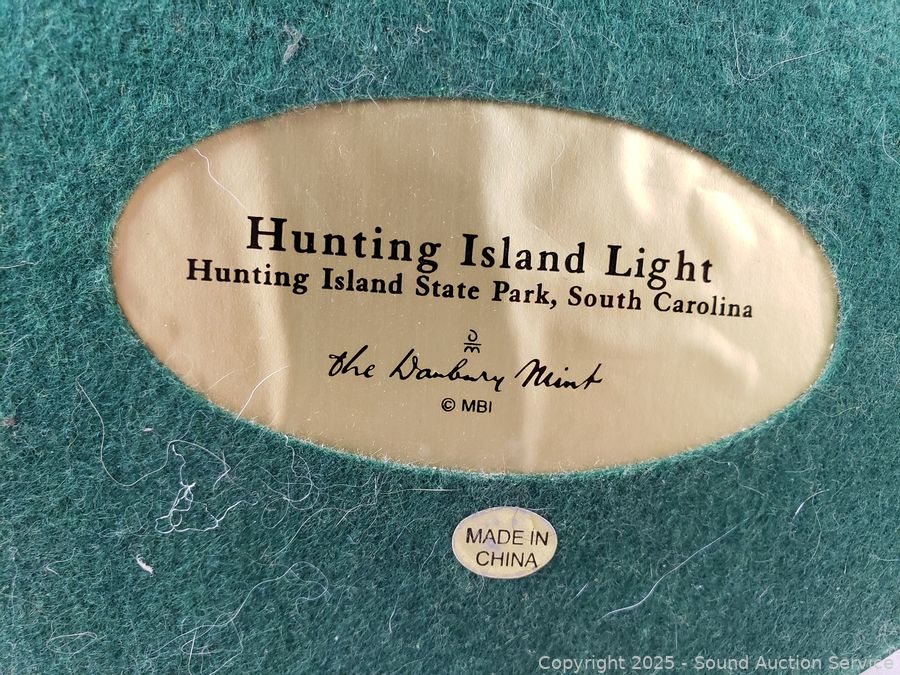 Hunting Island Light
Hunting Island State Park, South Carolina
the Danbury Mint
© MBI
MADE IN
CHINA
Copyright 2025 - Sound Auction Service